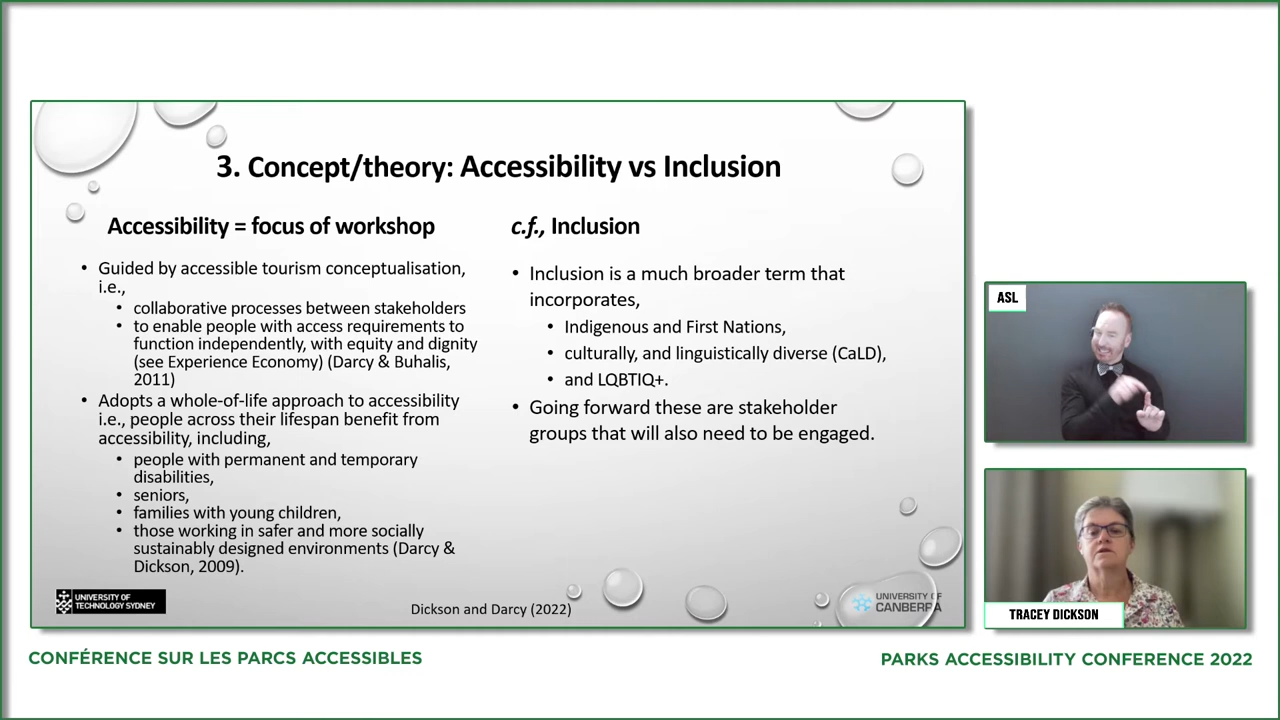 3. Concept/theory: Accessibility vs Inclusion
Accessibility = focus of workshop
• Guided by accessible tourism conceptualisation,
i.e.,
• collaborative processes between stakeholders
• to enable people with access requirements to
function independently, with equity and dignity
(see Experience Economy) (Darcy & Buhalis,
2011)
• Adopts a whole-of-life approach to accessibility
i.e., people across their lifespan benefit from
accessibility, including,
• people with permanent and temporary
disabilities,
• seniors,
• families with young children,
• those working in safer and more socially
sustainably designed environments (Darcy &
Dickson, 2009).
c.f., Inclusion
• Inclusion is a much broader term that
incorporates,
• Indigenous and First Nations,
• culturally, and linguistically diverse (CaLD),
• and LQBTIQ+.
• Going forward these are stakeholder
groups that will also need to be engaged.
UNIVERSITY OF
TECHNOLOGY SYDNEY
Dickson and Darcy (2022)
UNIVERSITY OF
CANBERRA
ASL
TRACEY DICKSON
CONFÉRENCE SUR LES PARCS ACCESSIBLES
PARKS ACCESSIBILITY CONFERENCE 2022